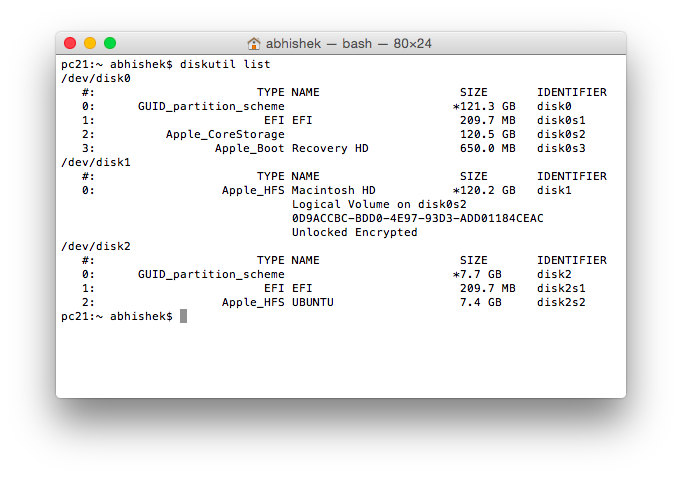 abhishek — bash — 80×24
pc21:~ abhishek$ diskutil list
/dev/disk0
   #:                       TYPE NAME                    SIZE       IDENTIFIER
   0:      GUID_partition_scheme                        *121.3 GB   disk0
   1:                        EFI EFI                     209.7 MB   disk0s1
   2:          Apple_CoreStorage                         120.5 GB   disk0s2
   3:                 Apple_Boot Recovery HD             650.0 MB   disk0s3
/dev/disk1
   #:                       TYPE NAME                    SIZE       IDENTIFIER
   0:                  Apple_HFS Macintosh HD           *120.2 GB   disk1
                                 Logical Volume on disk0s2
                                 0D9ACCBC-BDD0-4E97-93D3-ADD01184CEAC
                                 Unlocked Encrypted
/dev/disk2
   #:                       TYPE NAME                    SIZE       IDENTIFIER
   0:      GUID_partition_scheme                        *7.7 GB     disk2
   1:                        EFI EFI                     209.7 MB   disk2s1
   2:                  Apple_HFS UBUNTU                  7.4 GB     disk2s2
pc21:~ abhishek$